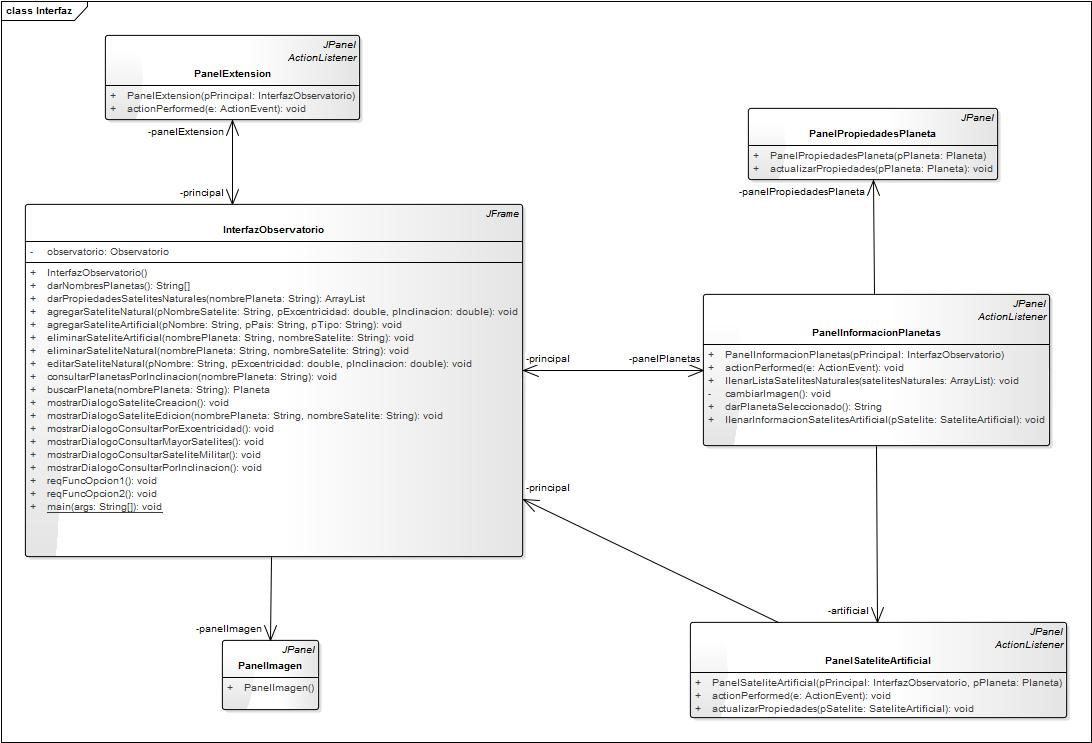 class Interfaz
JPanel
ActionListener
PanelExtension
+ PanelExtension(pPrincipal: InterfazObservatorio)
+ actionPerformed(e: ActionEvent): void
-panelExtension
-principal
JFrame
InterfazObservatorio
- observatorio: Observatorio
+ InterfazObservatorio()
+ darNombresPlanetas(): String[]
+ darPropiedadesSatelitesNaturales(nombrePlaneta: String): ArrayList
+ agregarSateliteNatural(pNombreSatelite: String, pExcentricidad: double, pInclinacion: double): void
+ agregarSateliteArtificial(pNombre: String, pPais: String, pTipo: String): void
+ eliminarSateliteArtificial(nombrePlaneta: String, nombreSatelite: String): void
+ eliminarSateliteNatural(nombrePlaneta: String, nombreSatelite: String): void
+ editarSateliteNatural(pNombre: String, pExcentricidad: double, pInclinacion: double): void
+ consultarPlanetasPorInclinacion(nombrePlaneta: String): void
+ buscarPlaneta(nombrePlaneta: String): Planeta
+ mostrarDialogoSateliteCreacion(): void
+ mostrarDialogoSateliteEdicion(nombrePlaneta: String, nombreSatelite: String): void
+ mostrarDialogoConsultarPorExcentricidad(): void
+ mostrarDialogoConsultarMayorSatelites(): void
+ mostrarDialogoConsultarSateliteMilitar(): void
+ mostrarDialogoConsultarPorInclinacion(): void
+ reqFuncOpcion1(): void
+ reqFuncOpcion2(): void
+ main(args: String[]): void
-panelImagen
JPanel
PanelImagen
+ PanelImagen()
JPanel
PanelPropiedadesPlaneta
+ PanelPropiedadesPlaneta(pPlaneta: Planeta)
+ actualizarPropiedades(pPlaneta: Planeta): void
-panelPropiedadesPlaneta
-principal
-panelPlanetas
JPanel
ActionListener
PanelInformacionPlanetas
+ PanelInformacionPlanetas(pPrincipal: InterfazObservatorio)
+ actionPerformed(e: ActionEvent): void
+ llenarListaSatelitesNaturales(satelitesNaturales: ArrayList): void
- cambiarImagen(): void
+ darPlanetaSeleccionado(): String
+ llenarInformacionSatelitesArtificial(pSatelite: SateliteArtificial): void
-principal
-artificial
JPanel
ActionListener
PanelSateliteArtificial
+ PanelSateliteArtificial(pPrincipal: InterfazObservatorio, pPlaneta: Planeta)
+ actionPerformed(e: ActionEvent): void
+ actualizarPropiedades(pSatelite: SateliteArtificial): void